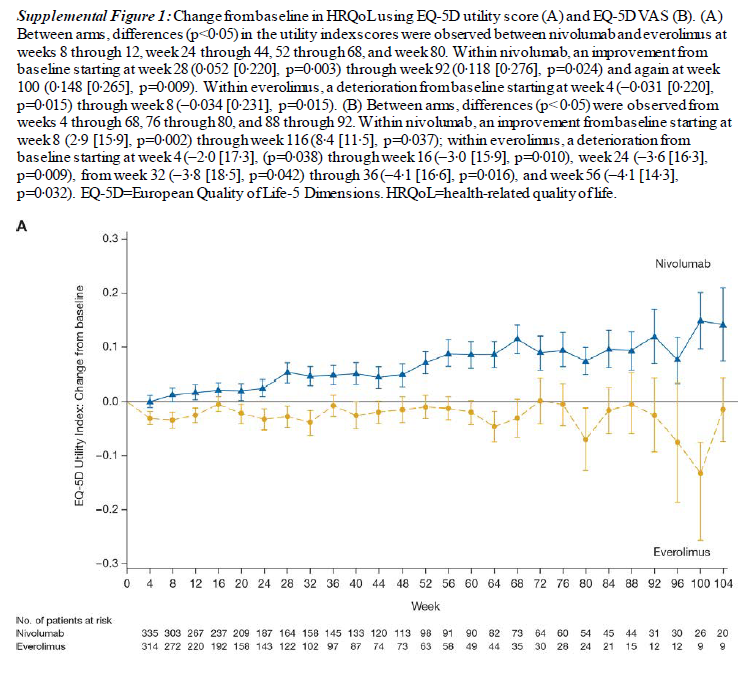 Supplemental Figure 1: Change from baseline in HRQoL using EQ-5D utility score (A) and EQ-5D VAS (B). (A)
Between arms, differences (p<0·05) in the utility index scores were observed between nivolumab and everolimus at
weeks 8 through 12, week 24 through 44, 52 through 68, and week 80. Within nivolumab, an improvement from
baseline starting at week 28 (0·052 [0·220], p=0·003) through week 92 (0·118 [0·276], p=0·024) and again at week
100 (0·148 [0·265], p=0·009). Within everolimus, a deterioration from baseline starting at week 4 (−0·031 [0·220],
p=0·015) through week 8 (−0·034 [0·231], p=0·015). (B) Between arms, differences (p<0·05) were observed from
weeks 4 through 68, 76 through 80, and 88 through 92. Within nivolumab, an improvement from baseline starting at
week 8 (2·9 [15·9], p=0·002) through week 116 (8·4 [11·5], p=0·037); within everolimus, a deterioration from
baseline starting at week 4 (−2·0 [17·3], (p=0·038) through week 16 (−3·0 [15·9], p=0·010), week 24 (−3·6 [16·3],
p=0·009), from week 32 (−3·8 [18·5], p=0·042) through 36 (−4·1 [16·6], p=0·016), and week 56 (−4·1 [14·3],
p=0·032). EQ-5D=European Quality of Life-5 Dimensions. HRQoL=health-related quality of life.
A
EQ-5D Utility Index: Change from baseline
0.3
0.2
0.1
0.0
−0.1
−0.2
−0.3
Nivolumab
Everolimus
0 4 8 12 16 20 24 28 32 36 40 44 48 52 56 60 64 68 72 76 80 84 88 92 96 100 104
Week
No. of patients at risk
Nivolumab 335 303 267 237 209 187 164 158 145 133 120 113 98 91 90 82 73 64 60 54 45 44 31 30 26 20
Everolimus 314 272 220 192 158 143 122 102 97 87 74 73 63 58 49 44 35 30 28 24 21 15 12 12 9 9